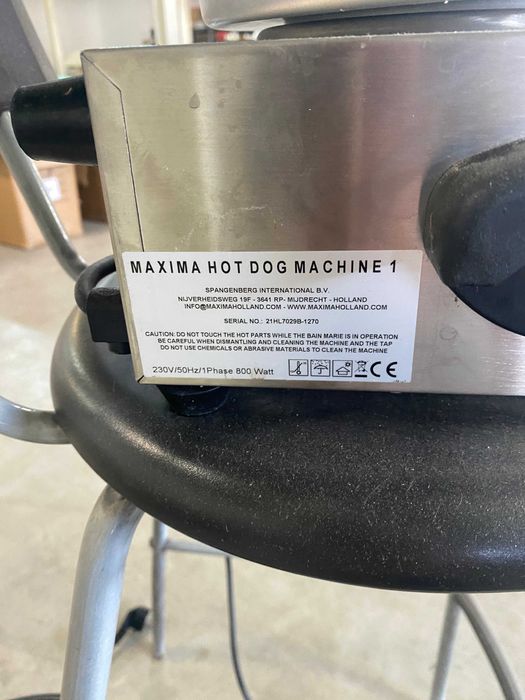 MAXIMA HOT DOG MACHINE 1
SPANGENBERG INTERNATIONAL B.V.
NIJVERHEIDSWEG 19F - 3641 RP- MIJDRECHT - HOLLAND
INFO@MAXIMAHOLLAND.COM - WWW.MAXIMAHOLLAND.COM
SERIAL NO.: 21HL7029B-1270
CAUTION: DO NOT TOUCH THE HOT PARTS WHILE THE BAIN MARIE IS IN OPERATION
BE CAREFUL WHEN DISMANTLING AND CLEANING THE MACHINE AND THE TAP
DO NOT USE CHEMICALS OR ABRASIVE MATERIALS TO CLEAN THE MACHINE
230V/50Hz/1Phase 800 Watt CE